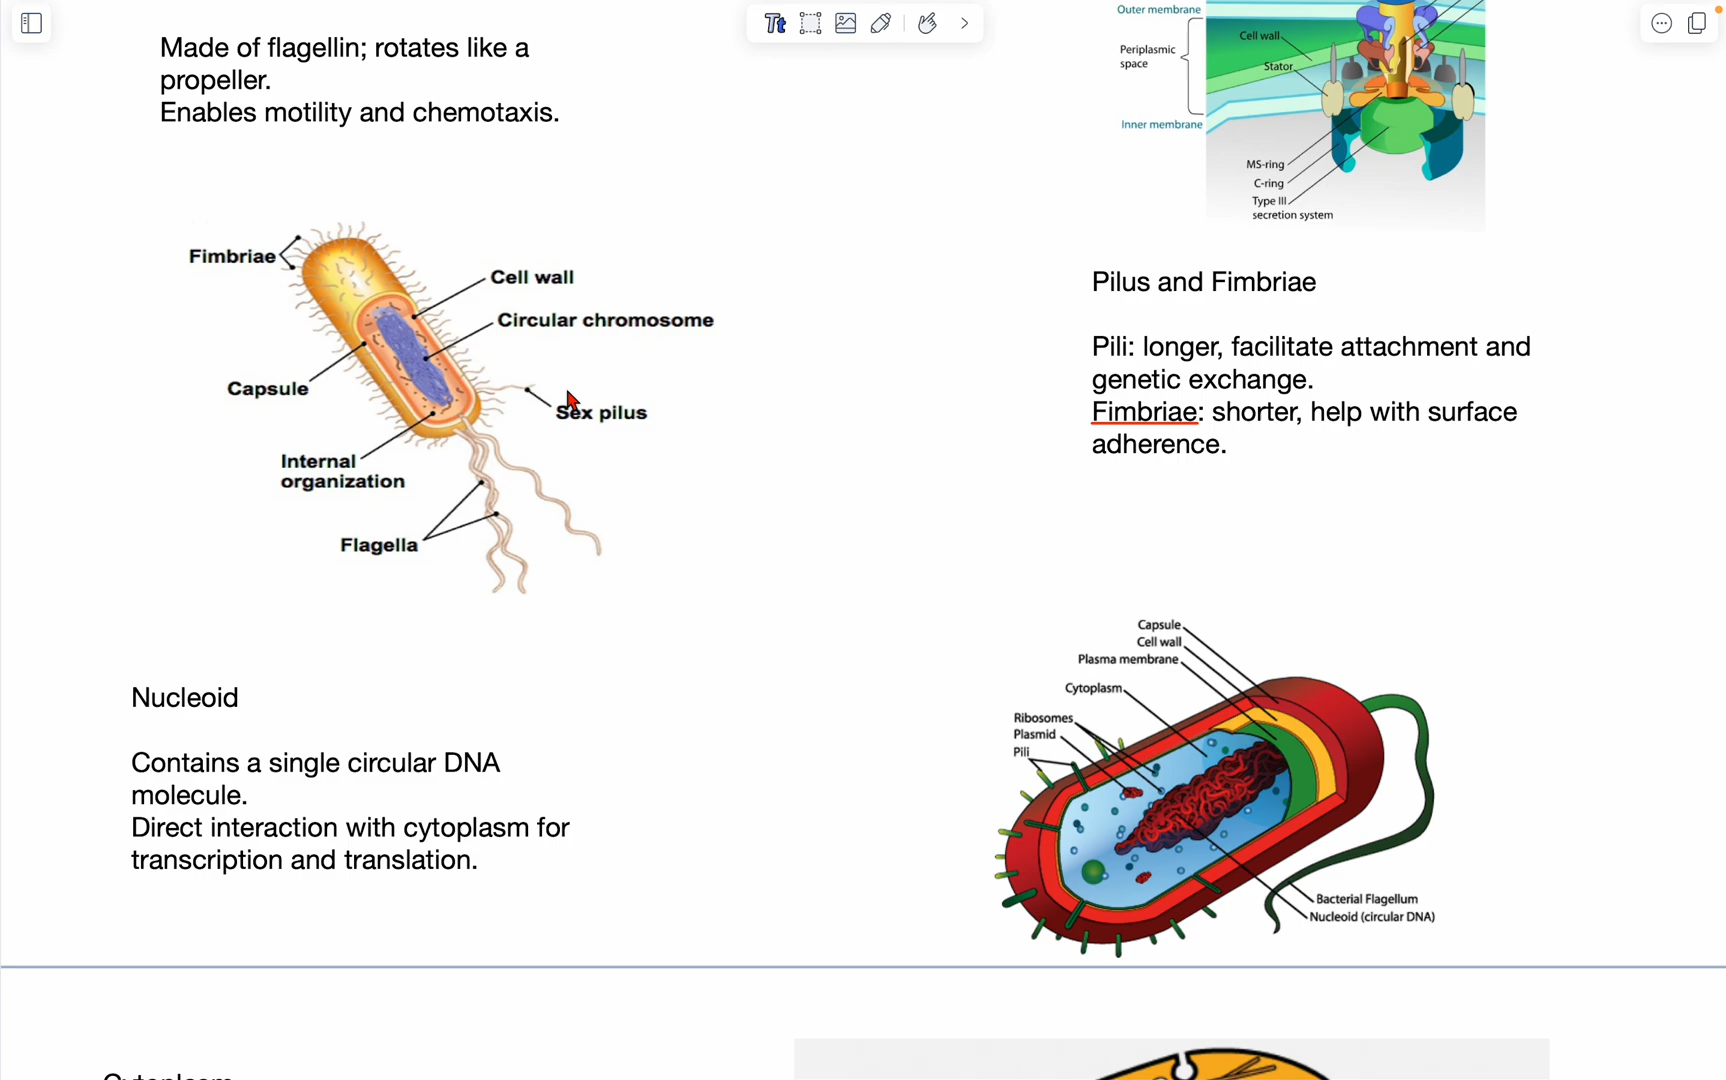 Made of flagellin; rotates like a
propeller.
Enables motility and chemotaxis.
Outer membrane
Cell wall
Periplasmic
space
Stator
Inner membrane
MS-ring
C-ring
Type III
secretion system
Fimbriae
Cell wall
Circular chromosome
Capsule
Sex pilus
Internal
organization
Flagella
Pilus and Fimbriae
Pili: longer, facilitate attachment and
genetic exchange.
Fimbriae: shorter, help with surface
adherence.
Nucleoid
Contains a single circular DNA
molecule.
Direct interaction with cytoplasm for
transcription and translation.
Capsule
Cell wall
Plasma membrane
Cytoplasm
Ribosomes
Plasmid
Pili
Bacterial Flagellum
Nucleoid (circular DNA)